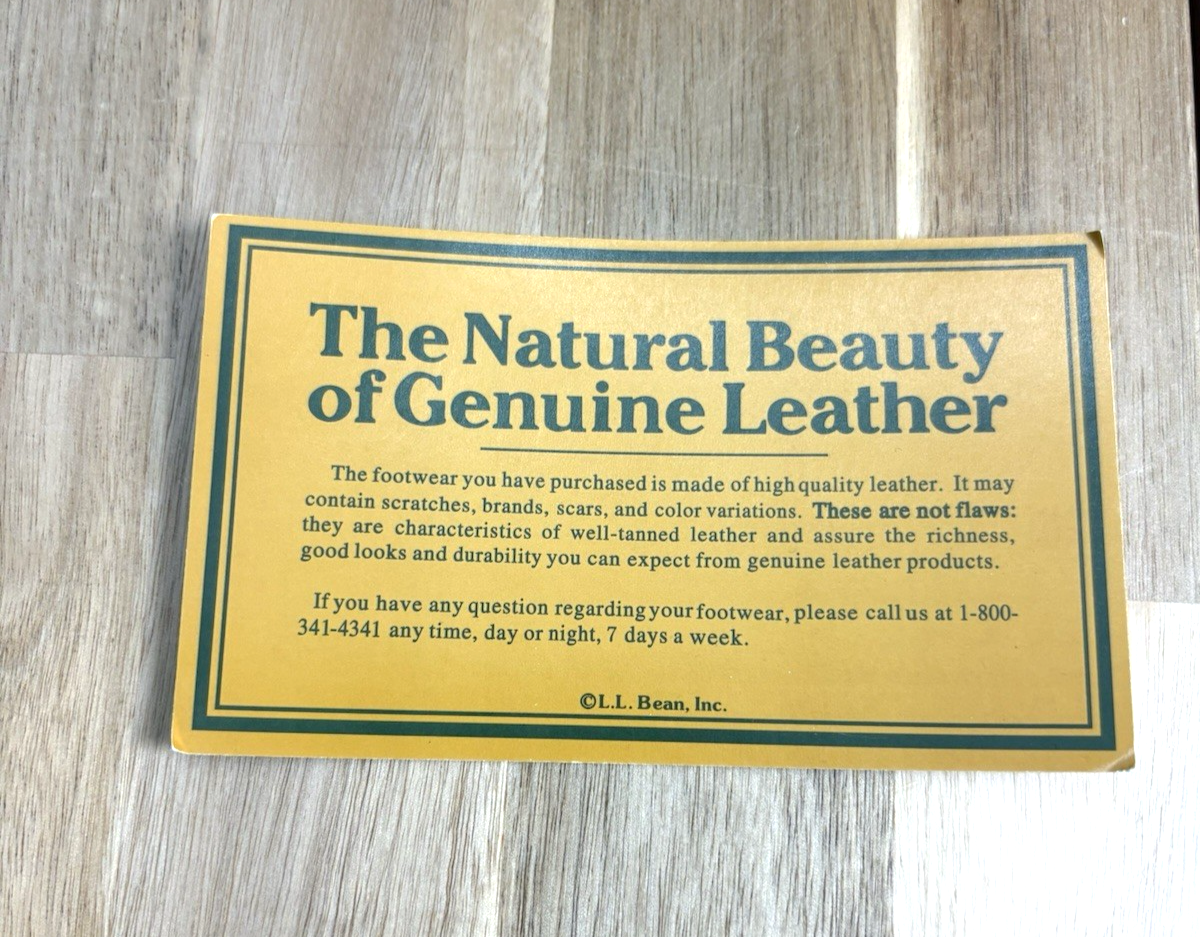 The Natural Beauty
of Genuine Leather
The footwear you have purchased is made of high quality leather. It may
contain scratches, brands, scars, and color variations. These are not flaws:
they are characteristics of well-tanned leather and assure the richness,
good looks and durability you can expect from genuine leather products.
If you have any question regarding your footwear, please call us at 1-800-
341-4341 any time, day or night, 7 days a week.
©L.L. Bean, Inc.